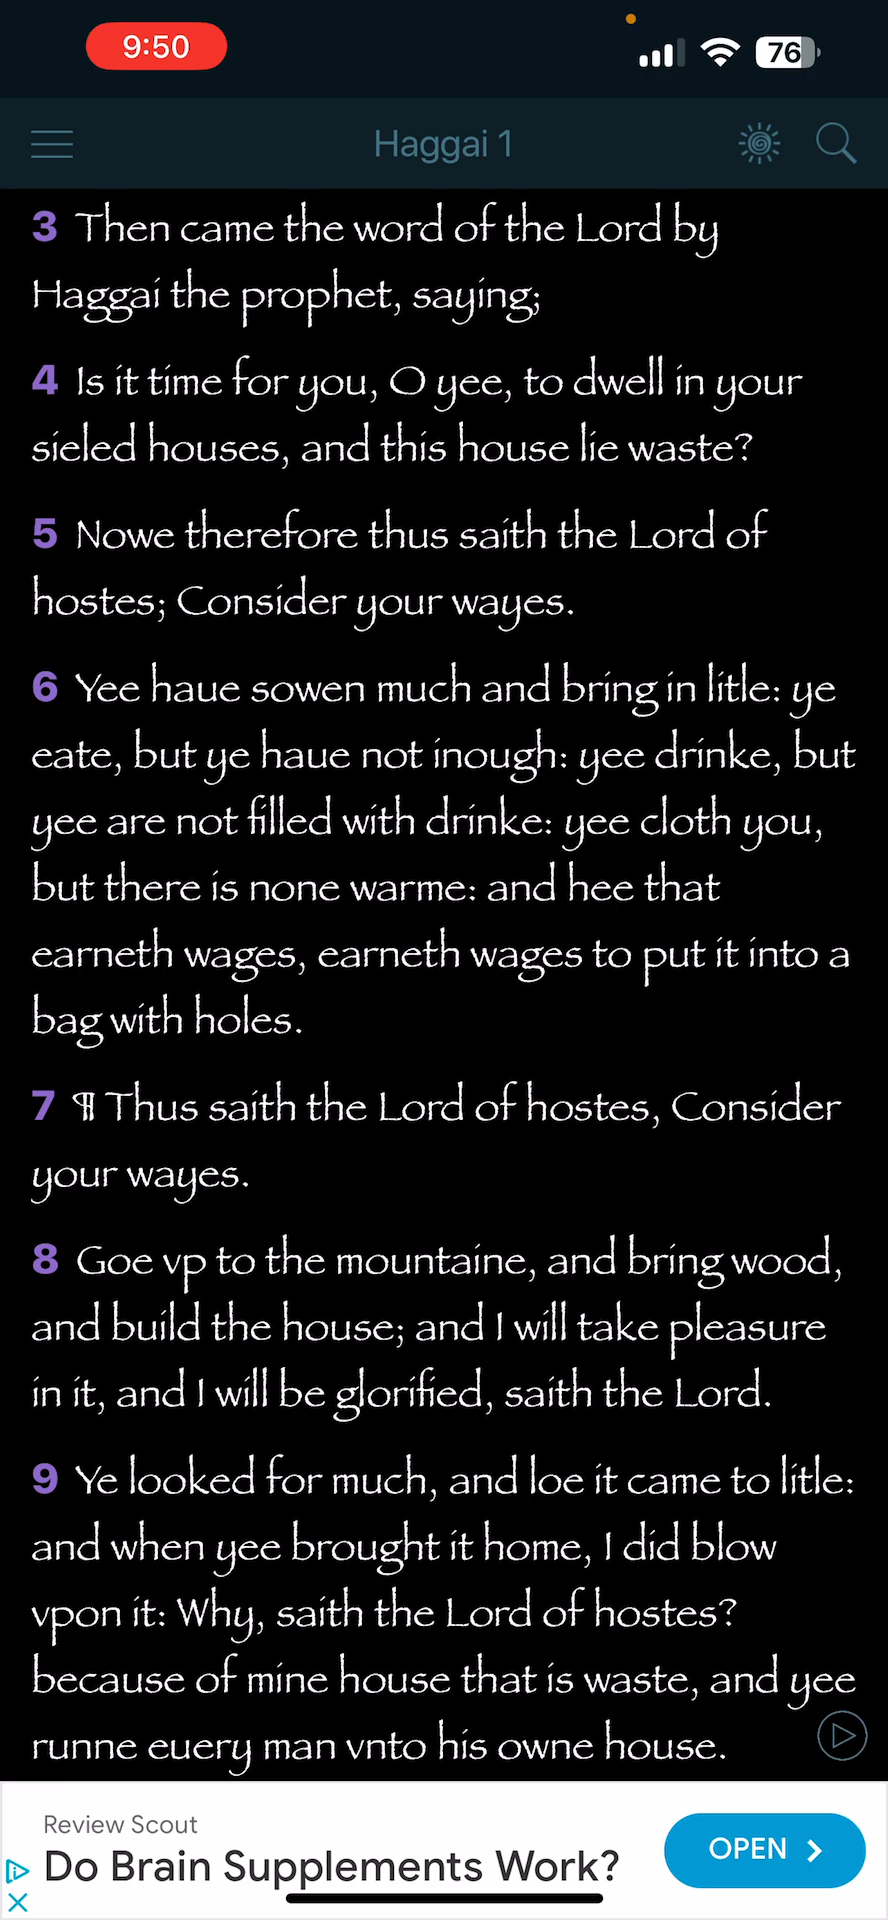 9:50
76
Haggai 1
3 Then came the word of the Lord by
Haggai the prophet, saying;
4 Is it time for you, O yee, to dwell in your
sieled houses, and this house lie waste?
5 Nowe therefore thus saith the Lord of
hostes; Consider your wayes.
6 Yee haue sowen much and bring in litle: ye
eate, but ye haue not inough: yee drinke, but
yee are not filled with drinke: yee cloth you,
but there is none warme: and hee that
earneth wages, earneth wages to put it into a
bag with holes.
7 ¶ Thus saith the Lord of hostes, Consider
your wayes.
8 Goe vp to the mountaine, and bring wood,
and build the house; and I will take pleasure
in it, and I will be glorified, saith the Lord.
9 Ye looked for much, and loe it came to litle:
and when yee brought it home, I did blow
vpon it: Why, saith the Lord of hostes?
because of mine house that is waste, and yee
runne euery man vnto his owne house.
Review Scout
Do Brain Supplements Work?
OPEN